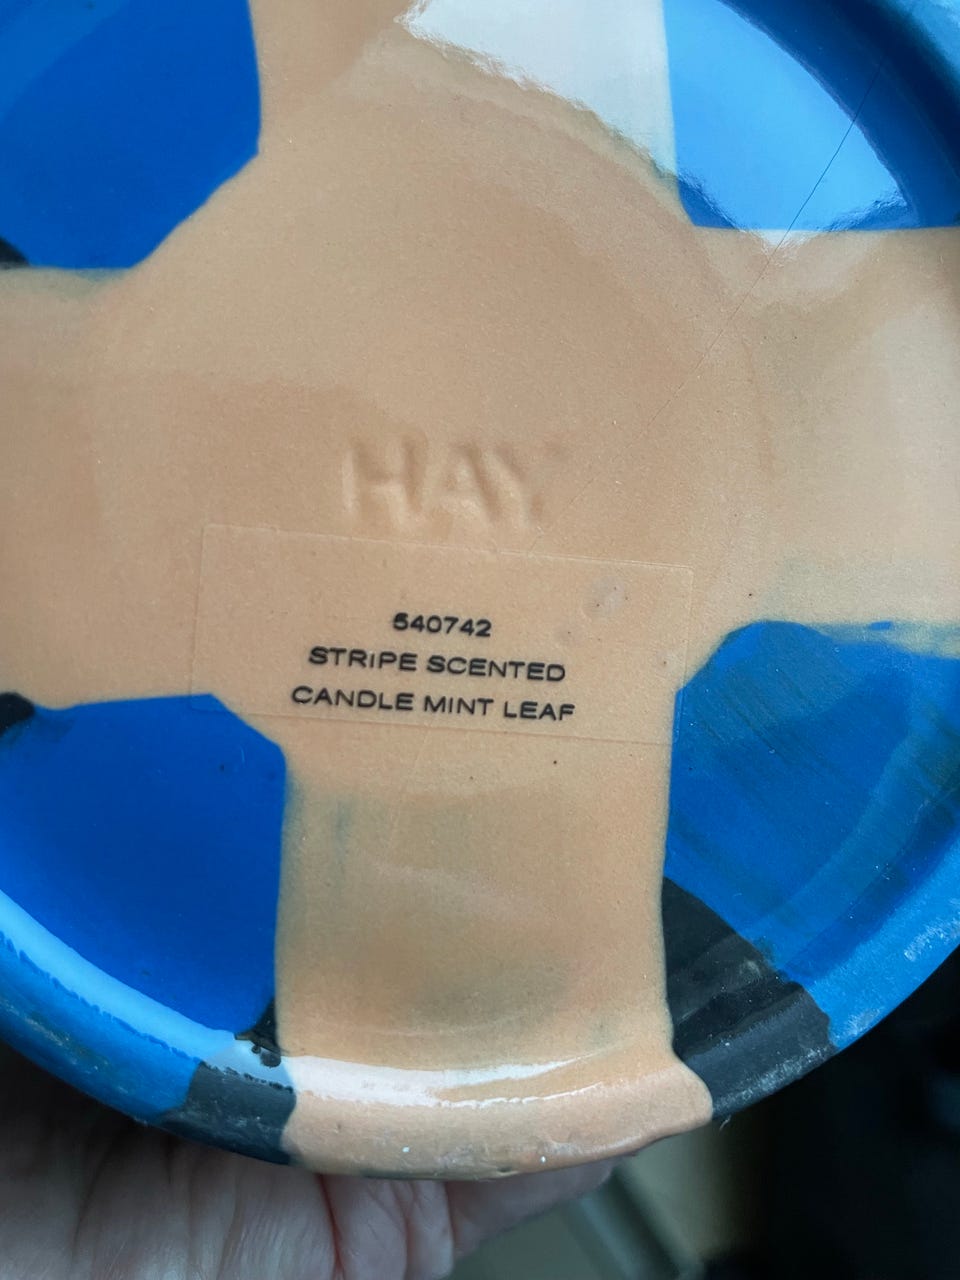 HAY
540742
STRIPE SCENTED
CANDLE MINT LEAF